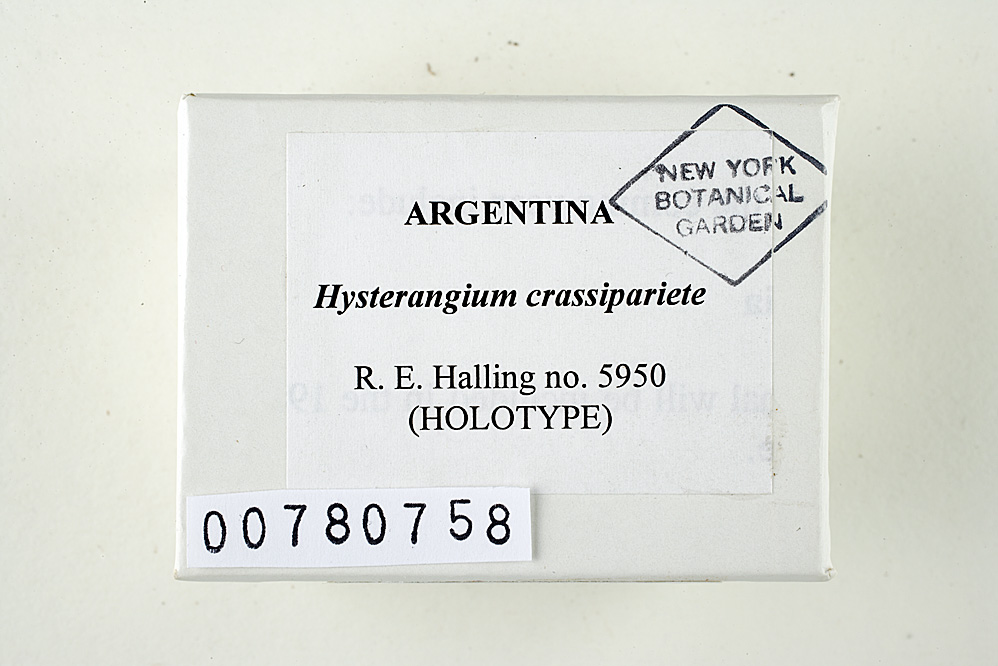 NEW YORK
BOTANICAL
GARDEN
ARGENTINA
Hysterangium crassipariete
R. E. Halling no. 5950
(HOLOTYPE)
00780758